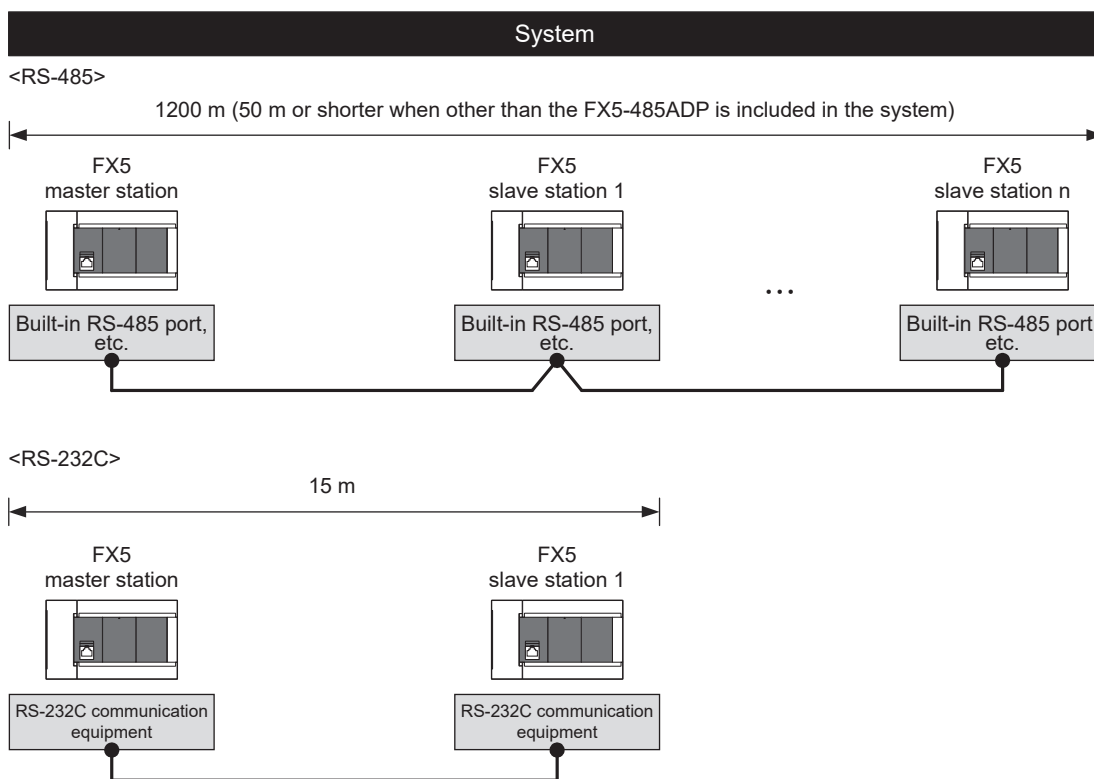 System
<RS-485>
1200 m (50 m or shorter when other than the FX5-485ADP is included in the system)
FX5
master station
FX5
slave station 1
FX5
slave station n
...
Built-in RS-485 port,
etc.
Built-in RS-485 port,
etc.
Built-in RS-485 port
etc.
<RS-232C>
15 m
FX5
master station
FX5
slave station 1
RS-232C communication
equipment
RS-232C communication
equipment